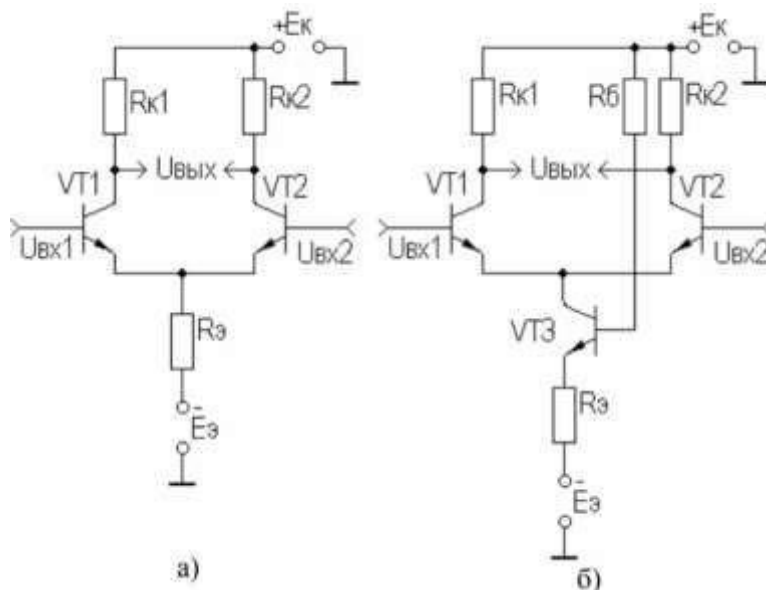 +Eк
Rк1
Rк2
VT1
Uвых
VT2
Uвх1
Uвх2
Rэ
-
Eэ
а)
+Eк
Rк1
Rб
Rк2
VT1
Uвых
VT2
Uвх1
Uвх2
VT3
Rэ
-
Eэ
б)